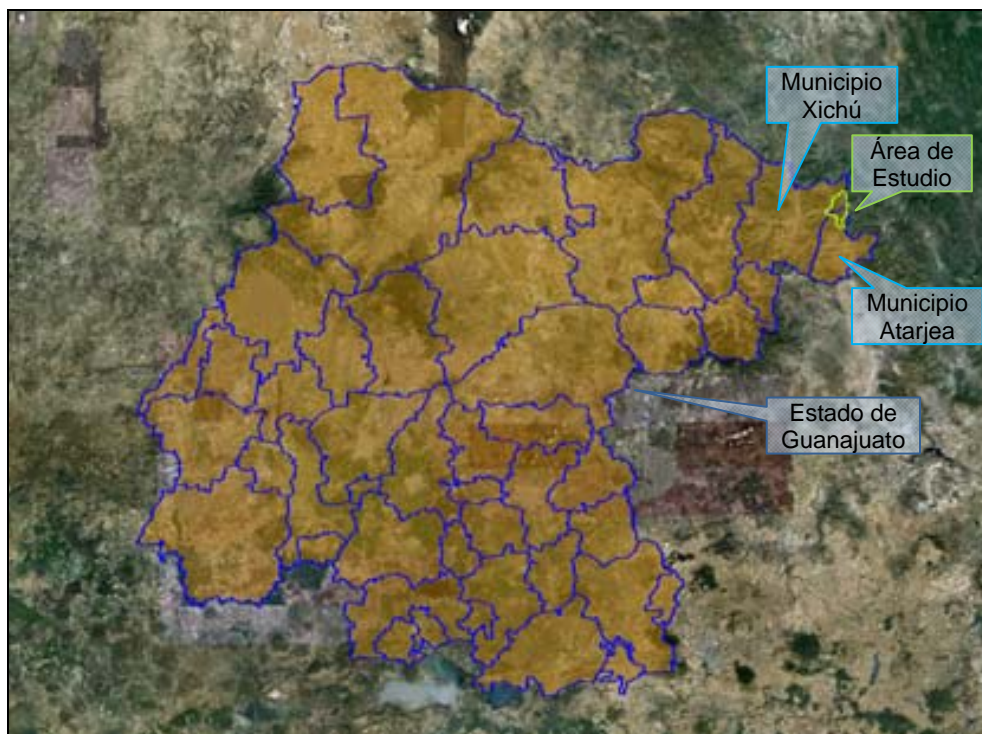 Municipio
Xichú
Área de
Estudio
Municipio
Atarjea
Estado de
Guanajuato